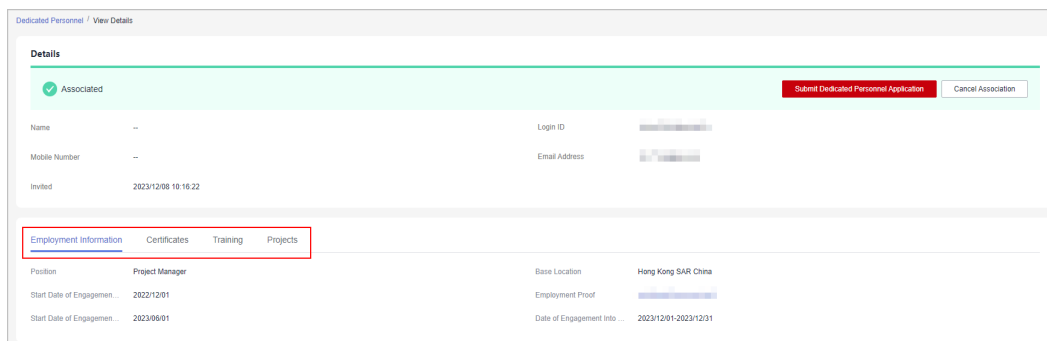 Dedicated Personnel / View Details
Details
Associated
Submit Dedicated Personnel Application
Cancel Association
Name
--
Login ID
Mobile Number
--
Email Address
Invited
2023/12/08 10:16:22
Employment Information
Certificates
Training
Projects
Position
Project Manager
Base Location
Hong Kong SAR China
Start Date of Engagemen...
2022/12/01
Employment Proof
Start Date of Engagemen...
2023/06/01
Date of Engagement Into ...
2023/12/01-2023/12/31